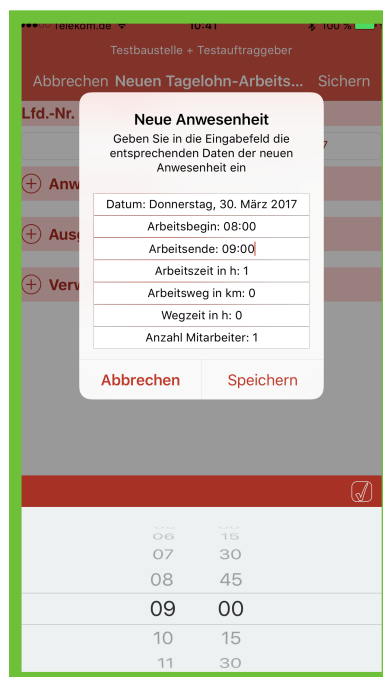 Telekom.de 10:41 100 %
Testbaustelle + Testauftraggeber
Abbrechen Neuen Tagelohn-Arbeits... Sichern
Lfd.-Nr.
7
Anw
Aus
Verw
Neue Anwesenheit
Geben Sie in die Eingabefeld die
entsprechenden Daten der neuen
Anwesenheit ein
Datum: Donnerstag, 30. März 2017
Arbeitsbegin: 08:00
Arbeitsende: 09:00
Arbeitszeit in h: 1
Arbeitsweg in km: 0
Wegzeit in h: 0
Anzahl Mitarbeiter: 1
Abbrechen Speichern
06 15
07 30
08 45
09 00
10 15
11 30